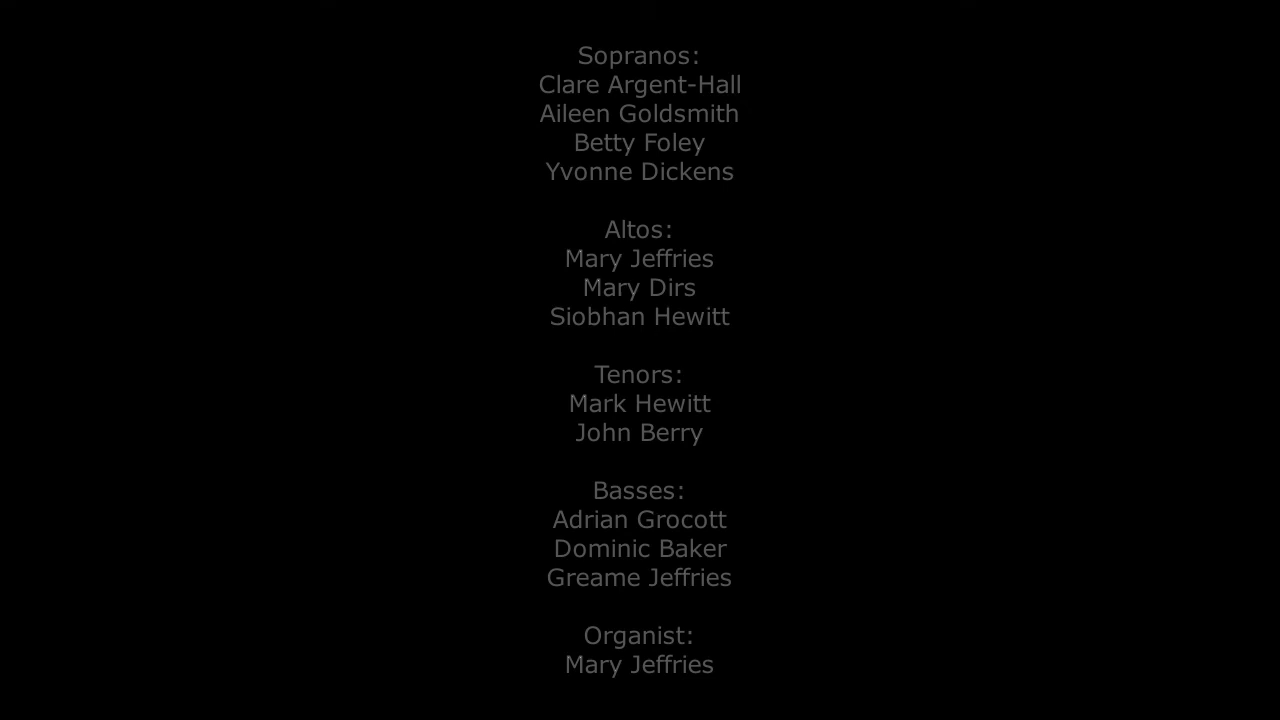 Sopranos:
Clare Argent-Hall
Aileen Goldsmith
Betty Foley
Yvonne Dickens
Altos:
Mary Jeffries
Mary Dirs
Siobhan Hewitt
Tenors:
Mark Hewitt
John Berry
Basses:
Adrian Grocott
Dominic Baker
Greame Jeffries
Organist:
Mary Jeffries